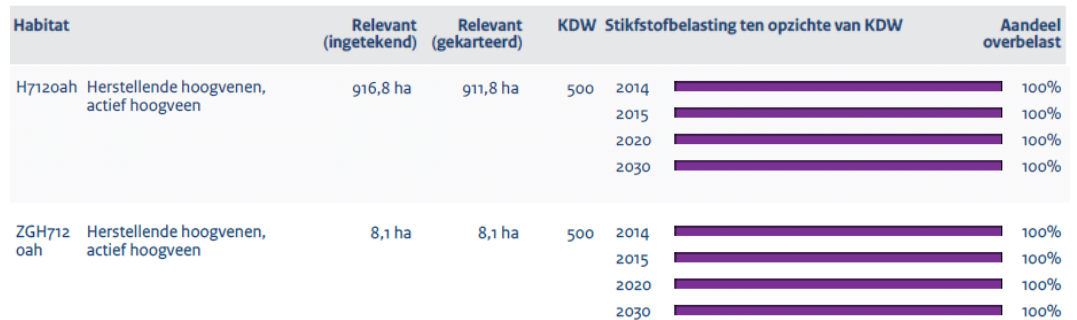 Habitat Relevant Relevant KDW Stikfstofbelasting ten opzichte van KDW Aandeel
(ingetekend) (gekarteerd) overbelast
H7120ah Herstellende hoogvenen, 916,8 ha 911,8 ha 500 2014 100%
actief hoogveen
2015 100%
2020 100%
2030 100%
ZGH712 Herstellende hoogvenen, 8,1 ha 8,1 ha 500 2014 100%
0ah actief hoogveen
2015 100%
2020 100%
2030 100%